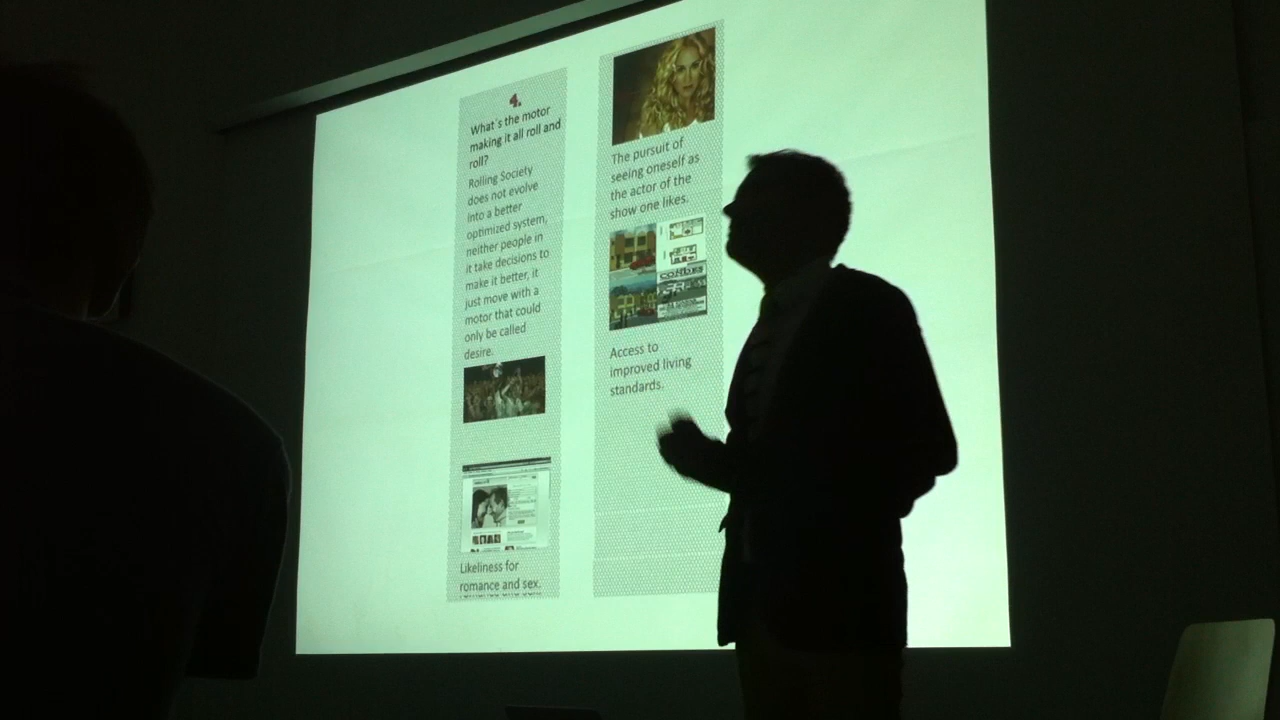 4.
What´s the motor
making it all roll and
roll?
Rolling Society
does not evolve
into a better
optimized system,
neither people in
it take decisions to
make it better, it
just move with a
motor that could
only be called
desire.
Likeliness for
romance and sex.
The pursuit of
seeing oneself as
the actor of the
show one likes.
Access to
improved living
standards.